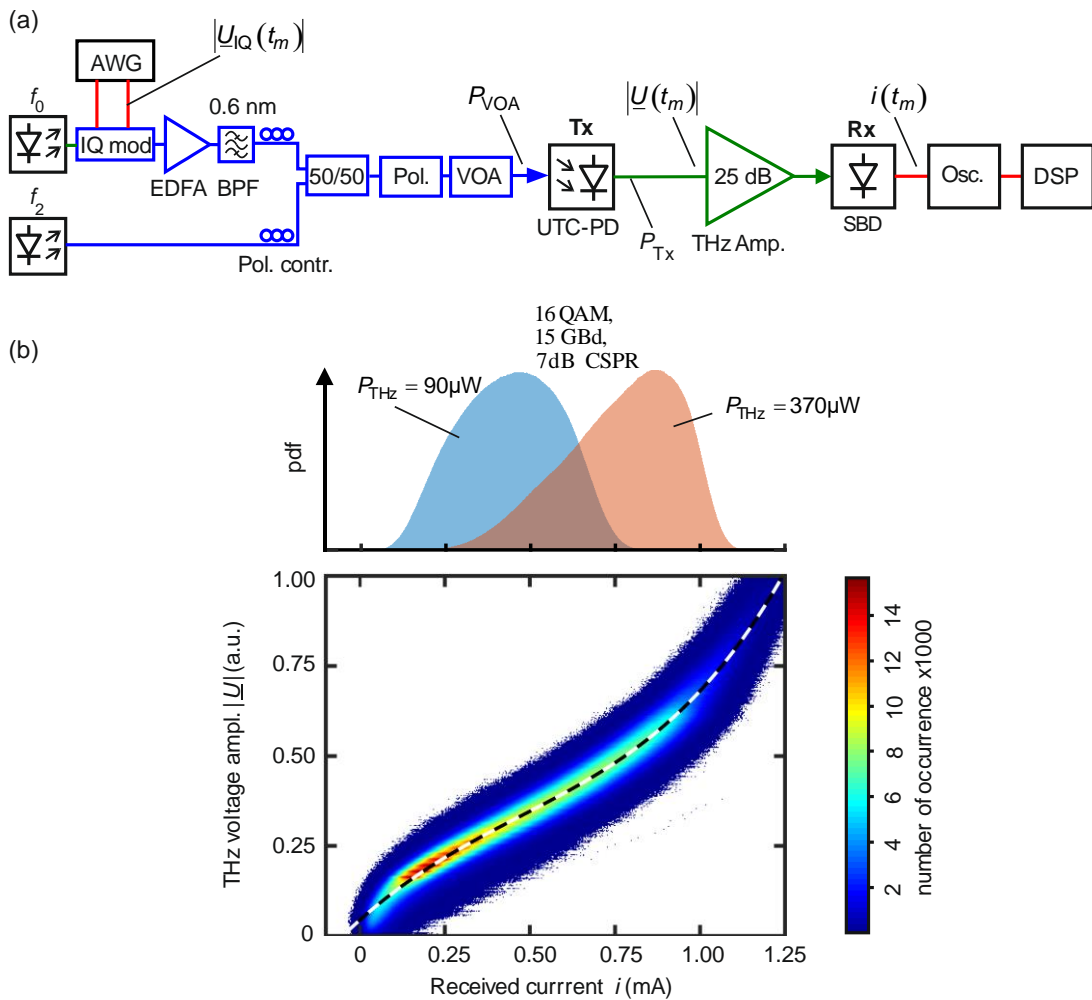 (a)
AWG
|U_IQ(t_m)|
f_0
IQ mod
EDFA
0.6 nm
BPF
f_2
Pol. contr.
50/50
Pol.
VOA
P_VOA
Tx
UTC-PD
P_Tx
|U(t_m)|
25 dB
THz Amp.
Rx
SBD
i(t_m)
Osc.
DSP
(b)
16 QAM,
15 GBd,
7dB CSPR
P_THz = 90µW
P_THz = 370µW
pdf
1.00
0.75
0.50
0.25
0
THz voltage ampl. |U| (a.u.)
0 0.25 0.50 0.75 1.00 1.25
Received currrent i (mA)
14
12
10
8
6
4
2
number of occurrence x1000